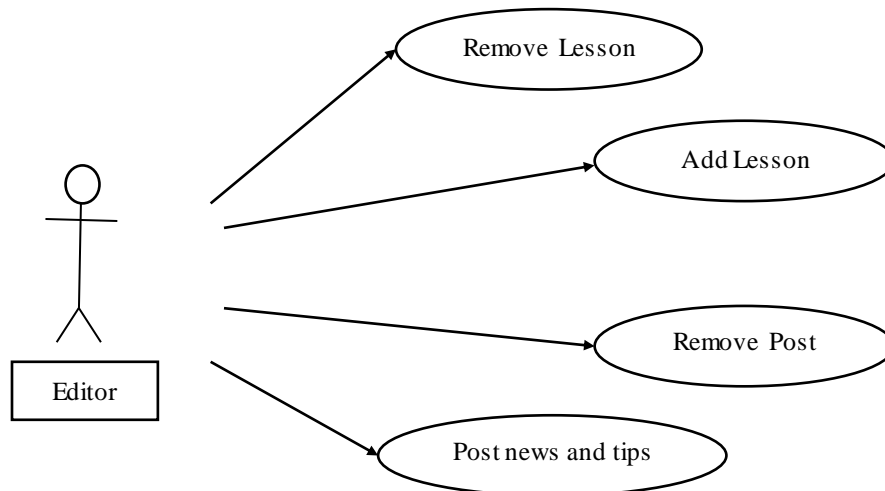 Remove Lesson
Add Lesson
Remove Post
Editor
Post news and tips